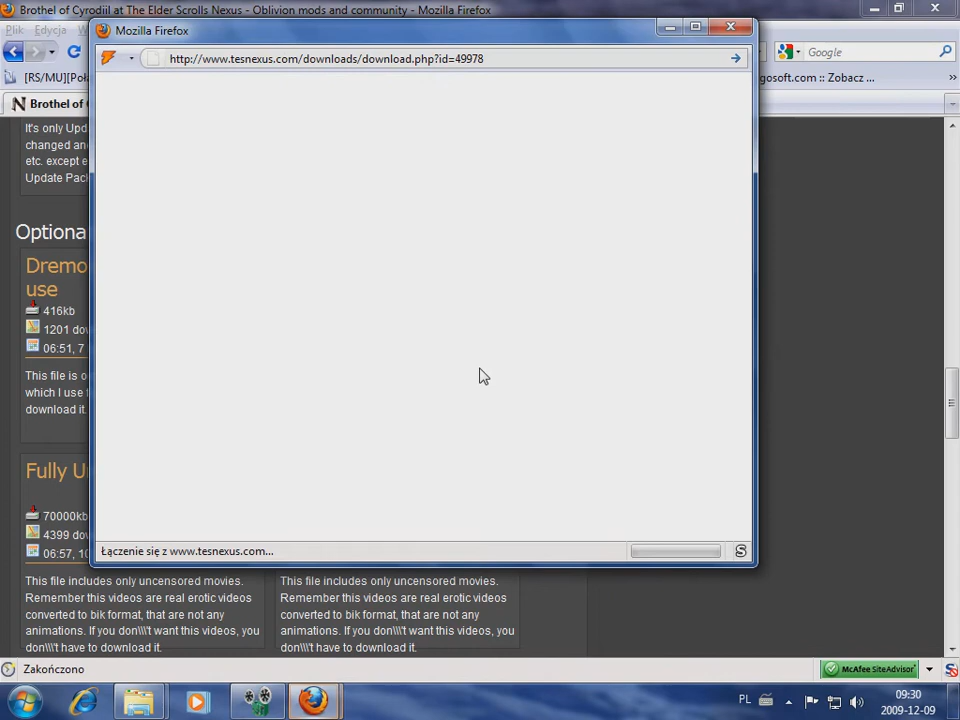 Brothel of Cyrodiil at The Elder Scrolls Nexus - Oblivion mods and community - Mozilla Firefox
Mozilla Firefox
Plik Edycja
http://www.tesnexus.com/downloads/download.php?id=49978
Google
[RS/MU][Poła
gosoft.com :: Zobacz ...
»
Brothel of
It's only Upd
changed an
etc. except e
Update Pack
Optiona
Dremo
use
416kb
1201 dow
06:51, 7
This file is o
which I use f
download it.
Fully U
70000kb
4399 dow
06:57, 10
Łączenie się z www.tesnexus.com...
S
This file includes only uncensored movies.
Remember this videos are real erotic videos
converted to bik format, that are not any
animations. If you don\\\'t want this videos, you
don\\\'t have to download it.
This file includes only uncensored movies.
Remember this videos are real erotic videos
converted to bik format, that are not any
animations. If you don\\\'t want this videos, you
don\\\'t have to download it.
Zakończono
McAfee SiteAdvisor
PL
09:30
2009-12-09